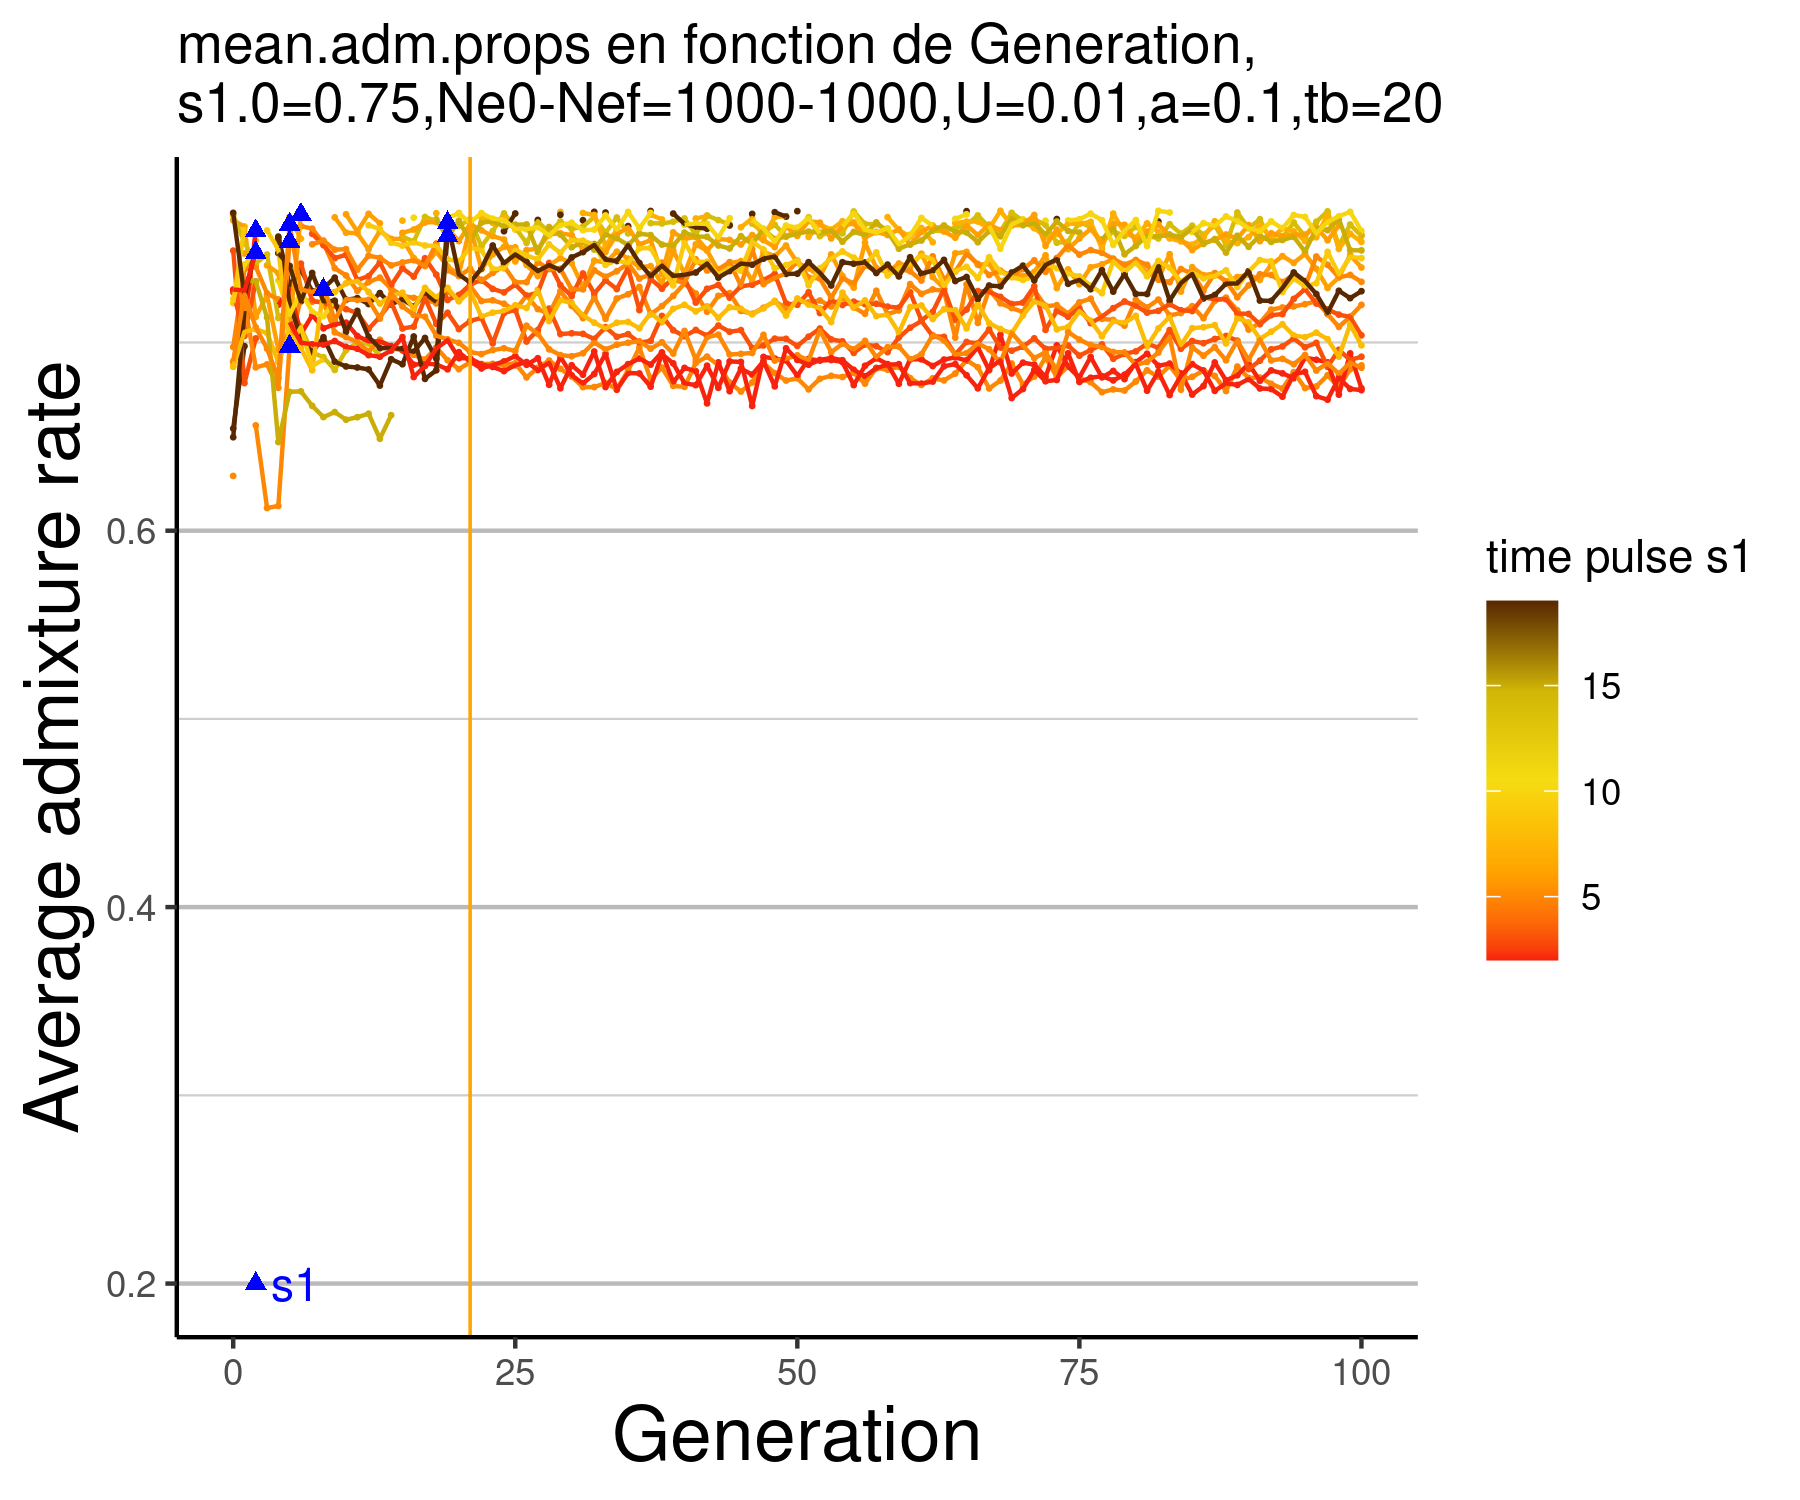 mean.adm.props en fonction de Generation,
s1.0=0.75,Ne0-Nef=1000-1000,U=0.01,a=0.1,tb=20
Average admixture rate
0.6
0.4
0.2
s1
0 25 50 75 100
Generation
time pulse s1
15
10
5